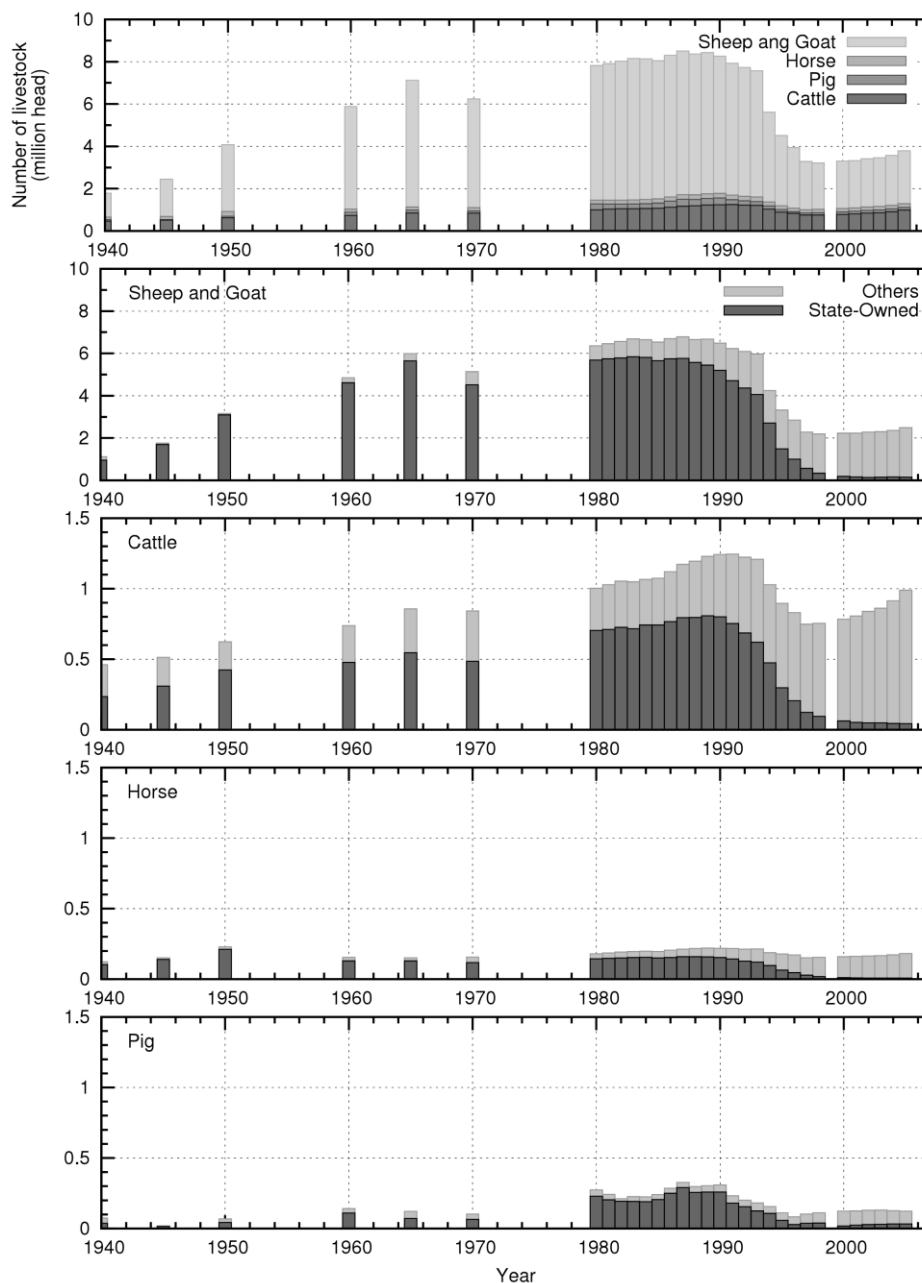 Number of livestock
(million head)
10
8
6
4
2
0
Sheep ang Goat
Horse
Pig
Cattle
1940 1950 1960 1970 1980 1990 2000
10
8
6
4
2
0
Sheep and Goat
Others
State-Owned
1940 1950 1960 1970 1980 1990 2000
1.5
1
0.5
0
Cattle
1940 1950 1960 1970 1980 1990 2000
1.5
1
0.5
0
Horse
1940 1950 1960 1970 1980 1990 2000
1.5
1
0.5
0
Pig
1940 1950 1960 1970 1980 1990 2000
Year